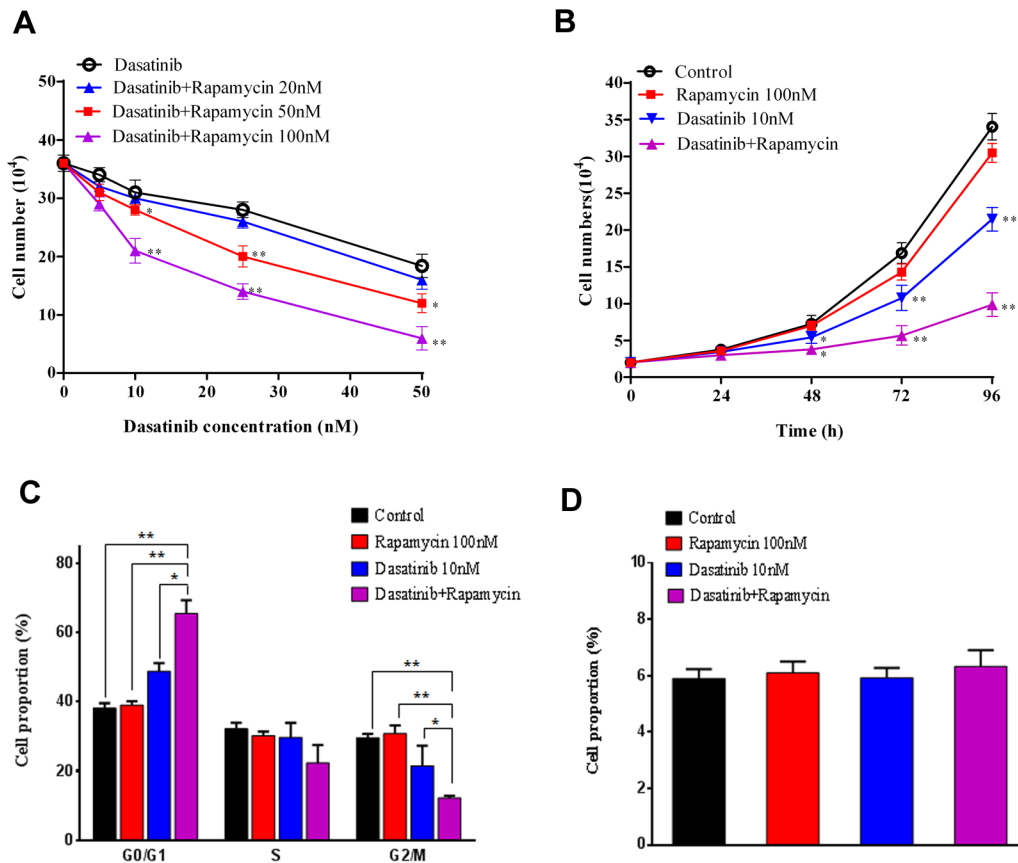 A
Dasatinib
Dasatinib+Rapamycin 20nM
Dasatinib+Rapamycin 50nM
Dasatinib+Rapamycin 100nM
Cell number (10⁴)
50
40
30
20
10
0
*
**
**
**
*
**
0 10 20 30 40 50
Dasatinib concentration (nM)
B
Control
Rapamycin 100nM
Dasatinib 10nM
Dasatinib+Rapamycin
Cell numbers(10⁴)
40
35
30
25
20
15
10
5
0
*
*
**
**
**
**
0 24 48 72 96
Time (h)
C
Control
Rapamycin 100nM
Dasatinib 10nM
Dasatinib+Rapamycin
Cell proportion (%)
80
60
40
20
0
**
**
*
**
**
*
G0/G1 S G2/M
D
Control
Rapamycin 100nM
Dasatinib 10nM
Dasatinib+Rapamycin
Cell proportion (%)
10
8
6
4
2
0